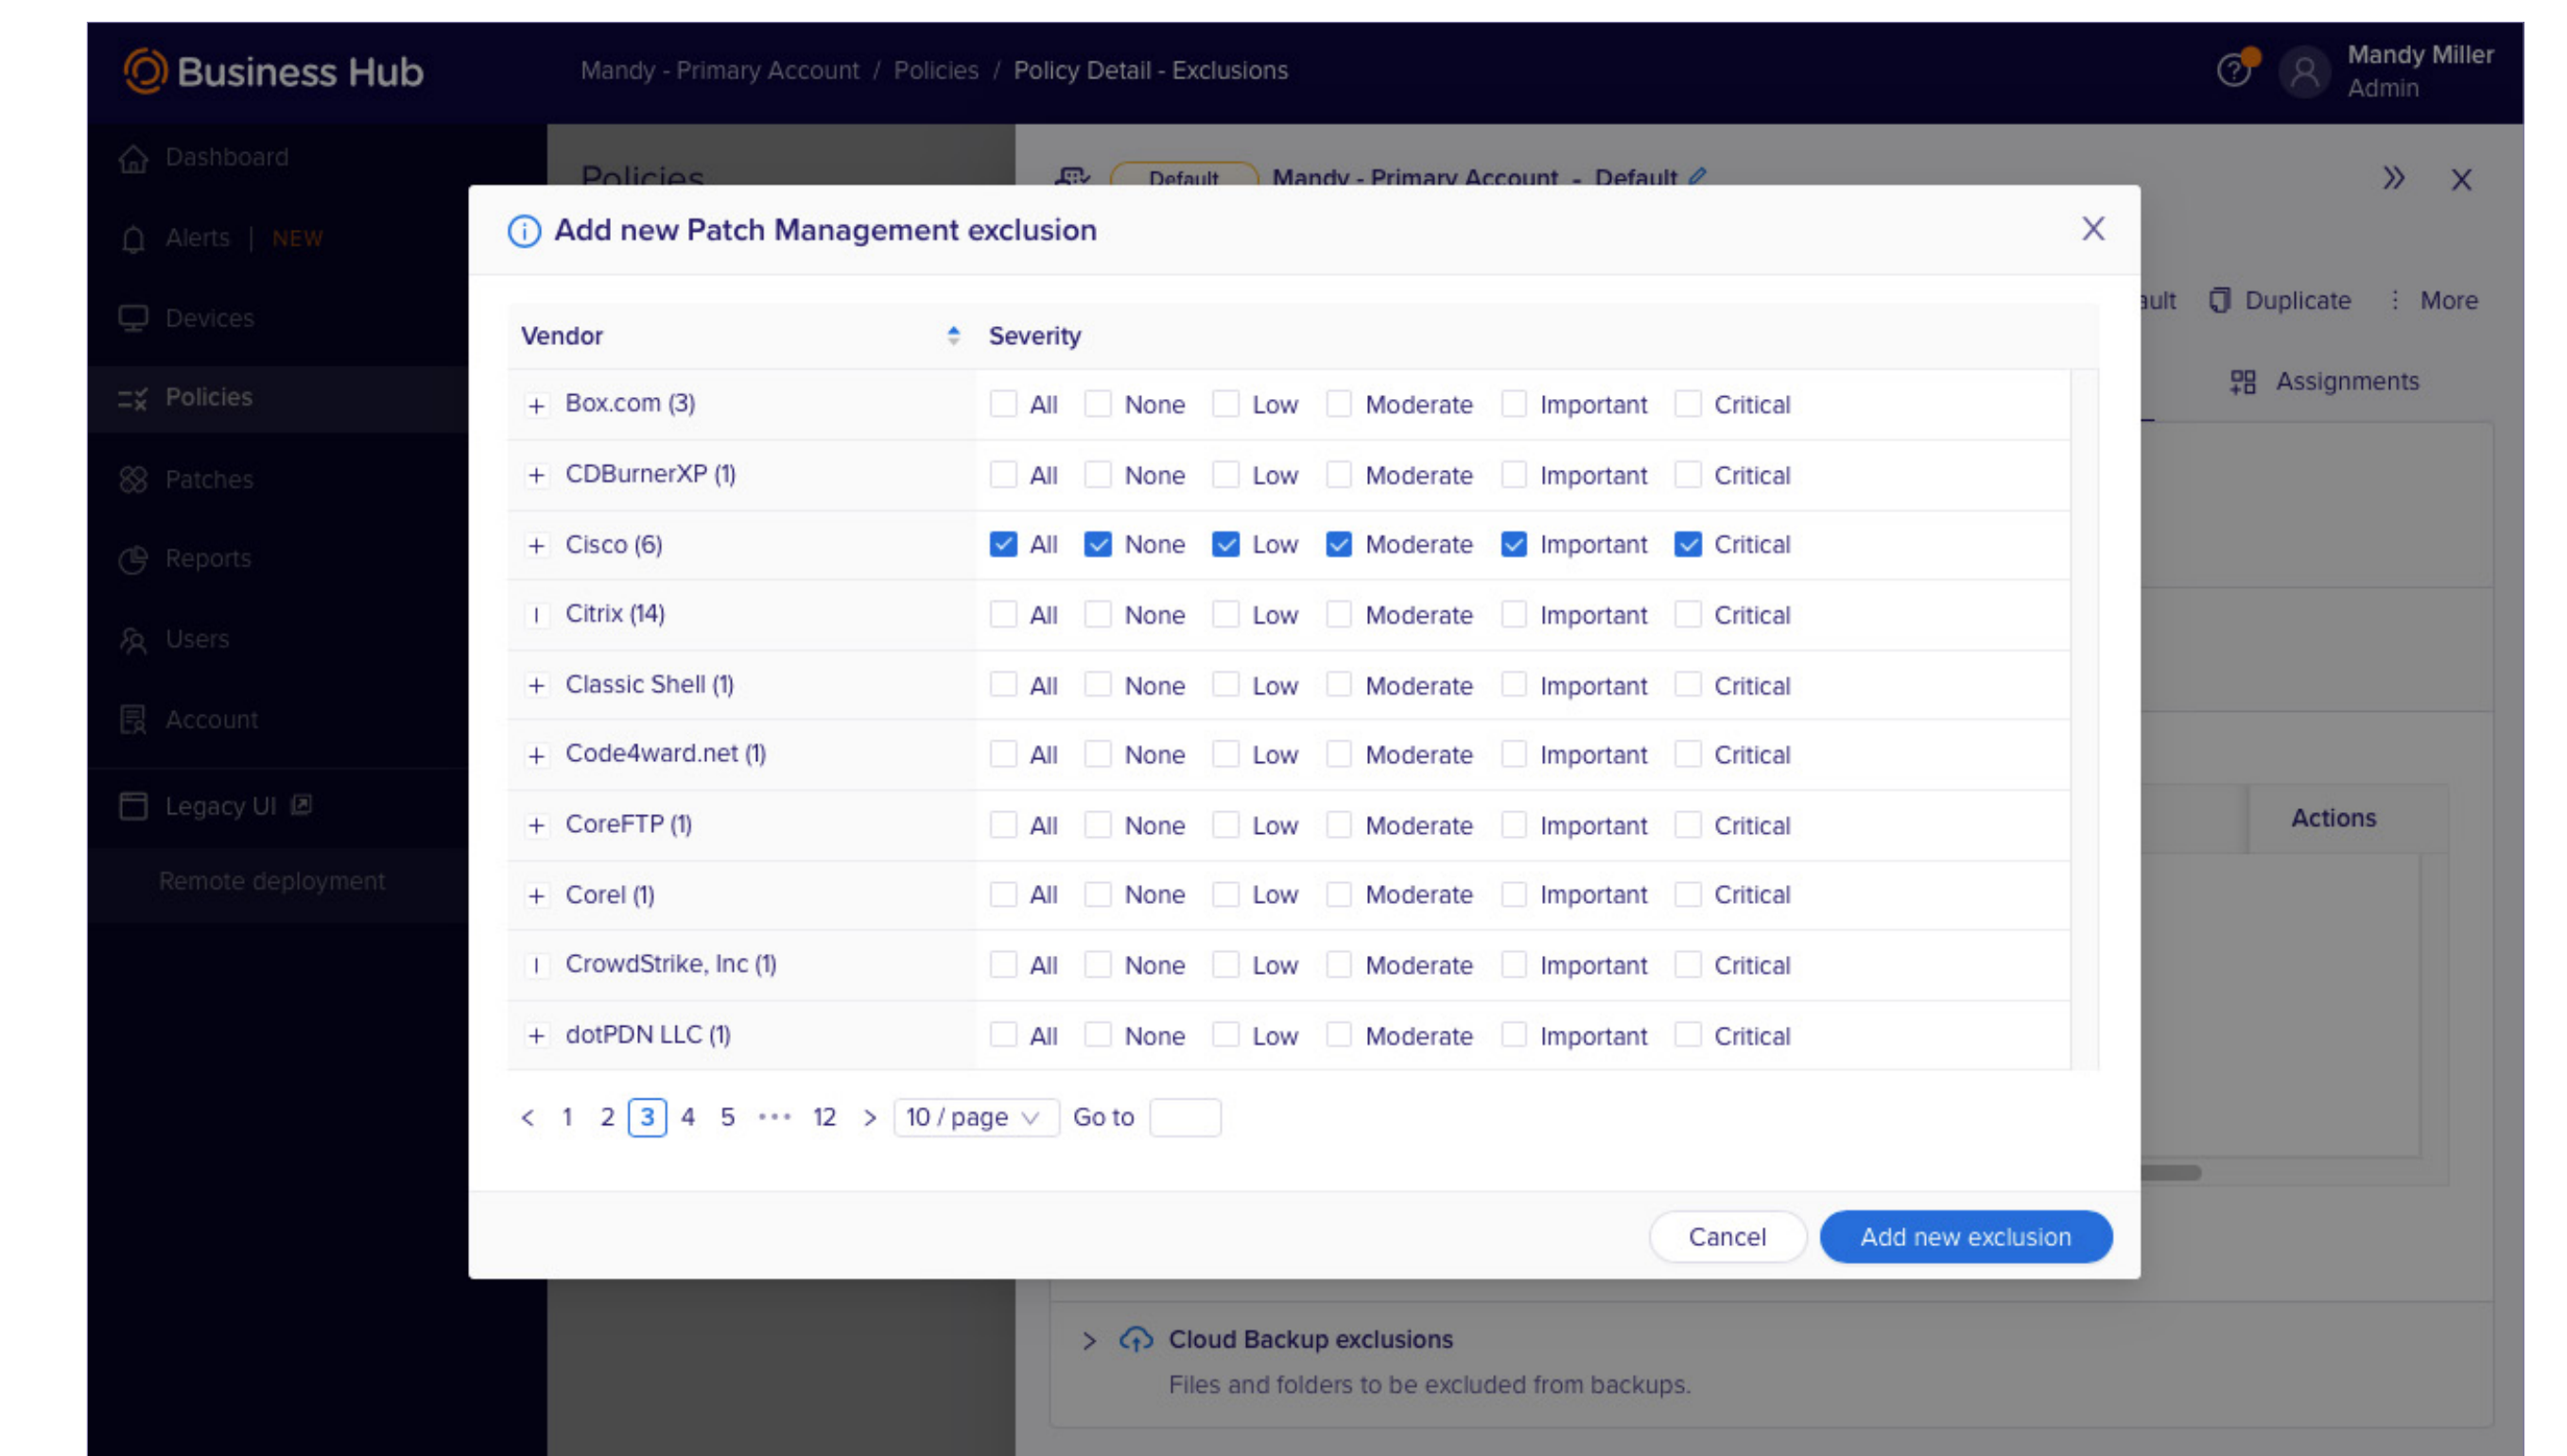 Business Hub
Mandy - Primary Account / Policies / Policy Detail - Exclusions
Mandy Miller
Admin
Dashboard
Alerts | NEW
Devices
Policies
Patches
Reports
Users
Account
Legacy UI
Remote deployment
Policies
Default Mandy - Primary Account - Default
Duplicate
More
Assignments
Actions
Add new Patch Management exclusion
Vendor Severity
Box.com (3) All None Low Moderate Important Critical
CDBurnerXP (1) All None Low Moderate Important Critical
Cisco (6) All None Low Moderate Important Critical
Citrix (14) All None Low Moderate Important Critical
Classic Shell (1) All None Low Moderate Important Critical
Code4ward.net (1) All None Low Moderate Important Critical
CoreFTP (1) All None Low Moderate Important Critical
Corel (1) All None Low Moderate Important Critical
CrowdStrike, Inc (1) All None Low Moderate Important Critical
dotPDN LLC (1) All None Low Moderate Important Critical
< 1 2 3 4 5 ••• 12 > 10 / page Go to
Cancel Add new exclusion
Cloud Backup exclusions
Files and folders to be excluded from backups.